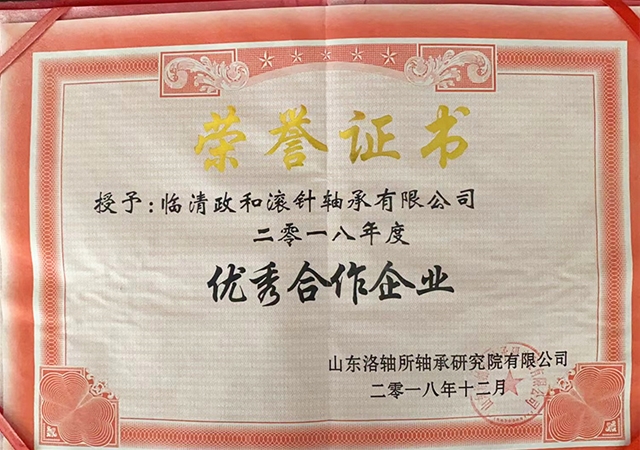 荣誉证书
授予：临清政和滚针轴承有限公司
二零一八年度
优秀合作企业
山东洛轴所轴承研究院有限公司
二零一八年十二月